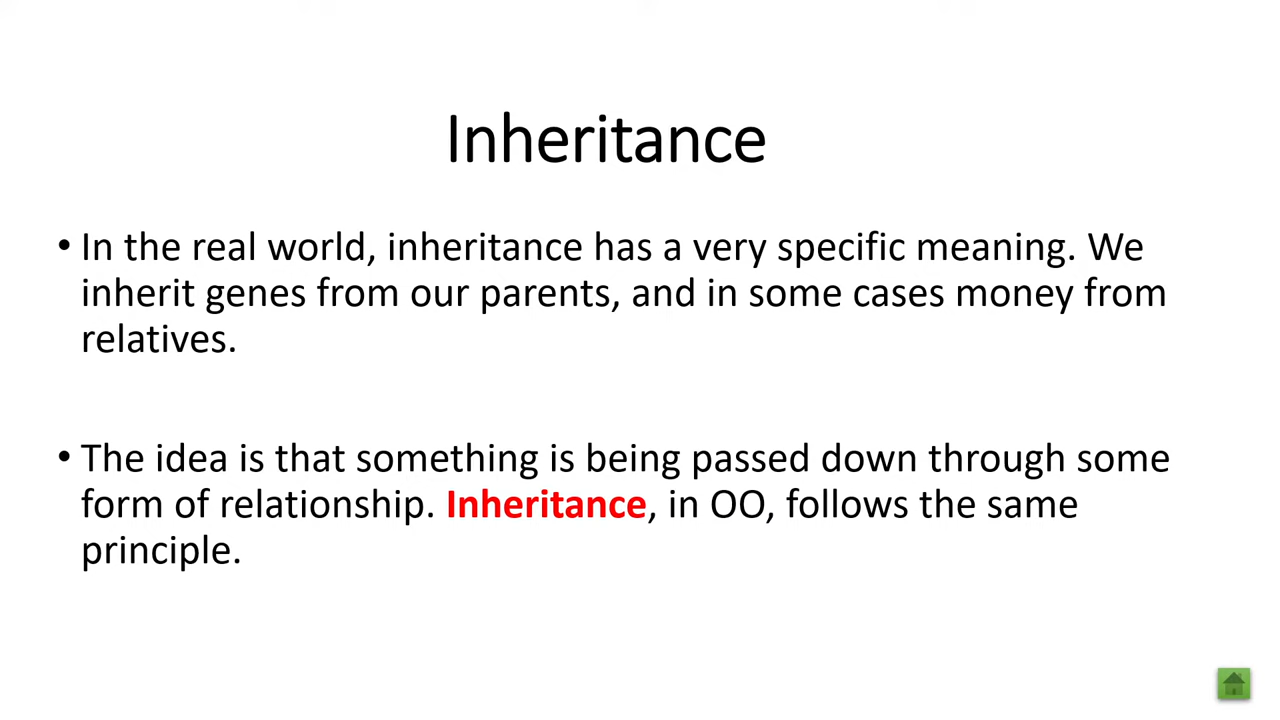 Inheritance
• In the real world, inheritance has a very specific meaning. We
inherit genes from our parents, and in some cases money from
relatives.
• The idea is that something is being passed down through some
form of relationship. Inheritance, in OO, follows the same
principle.